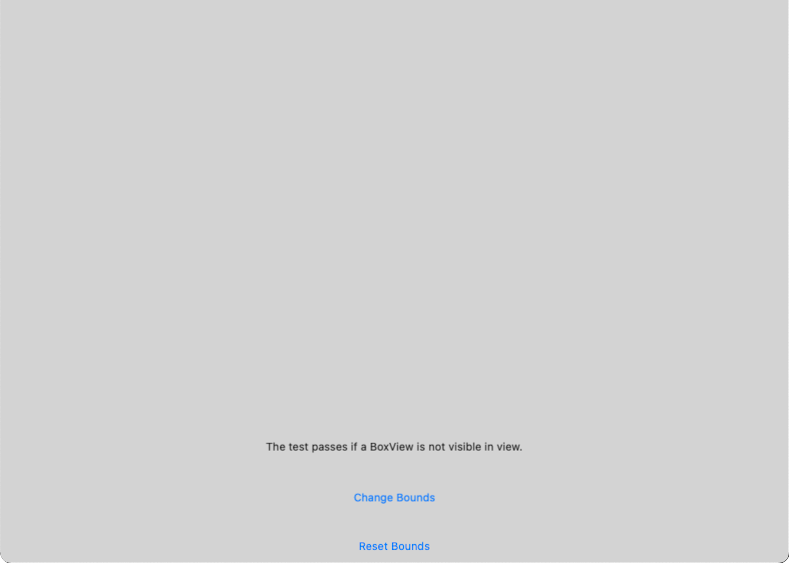 The test passes if a BoxView is not visible in view.
Change Bounds
Reset Bounds